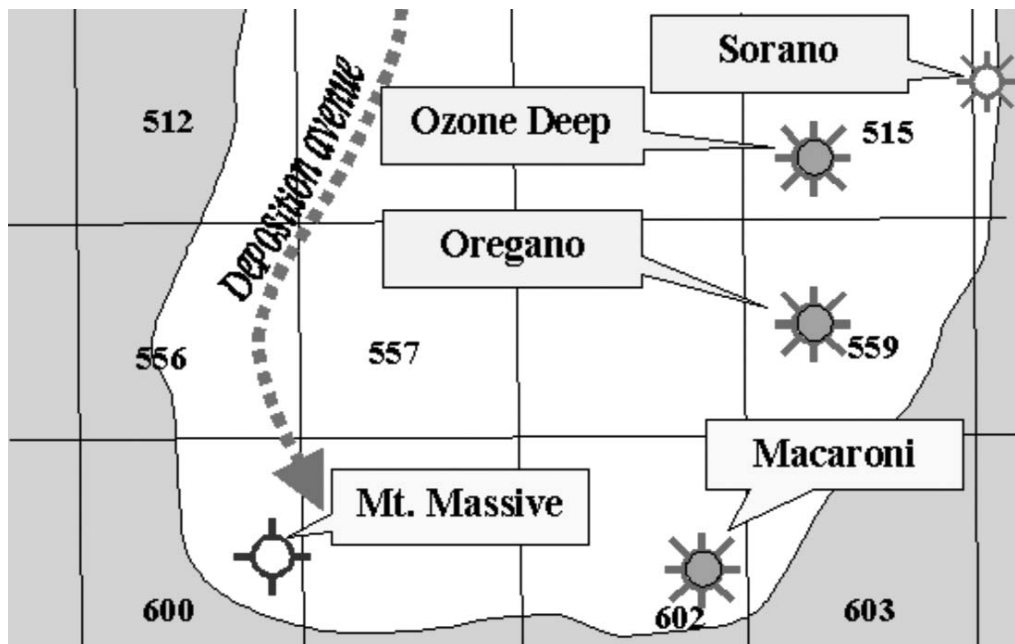 Sorano
512
Ozone Deep
515
Deposition avenue
Oregano
556
557
559
Macaroni
Mt. Massive
600
602
603